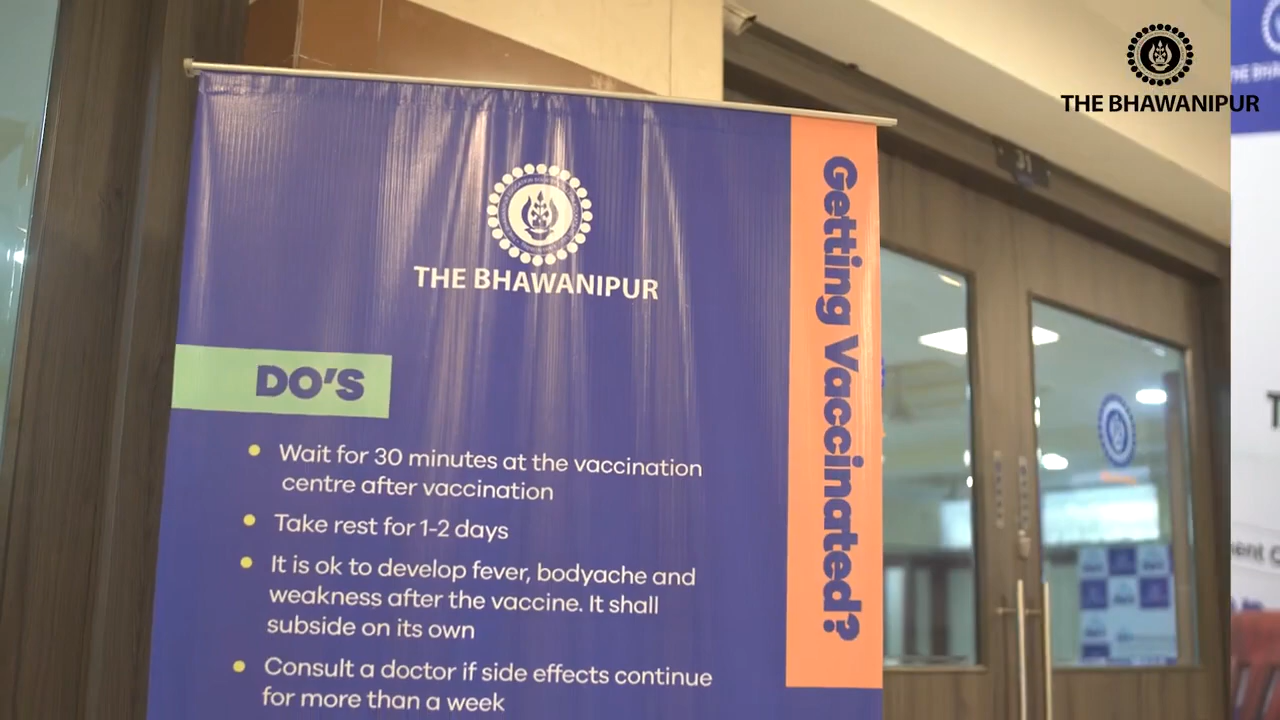 THE BHAWANIPUR
31
THE BHAWANIPUR
Getting Vaccinated?
DO'S
Wait for 30 minutes at the vaccination
centre after vaccination
Take rest for 1-2 days
It is ok to develop fever, bodyache and
weakness after the vaccine. It shall
subside on its own
Consult a doctor if side effects continue
for more than a week